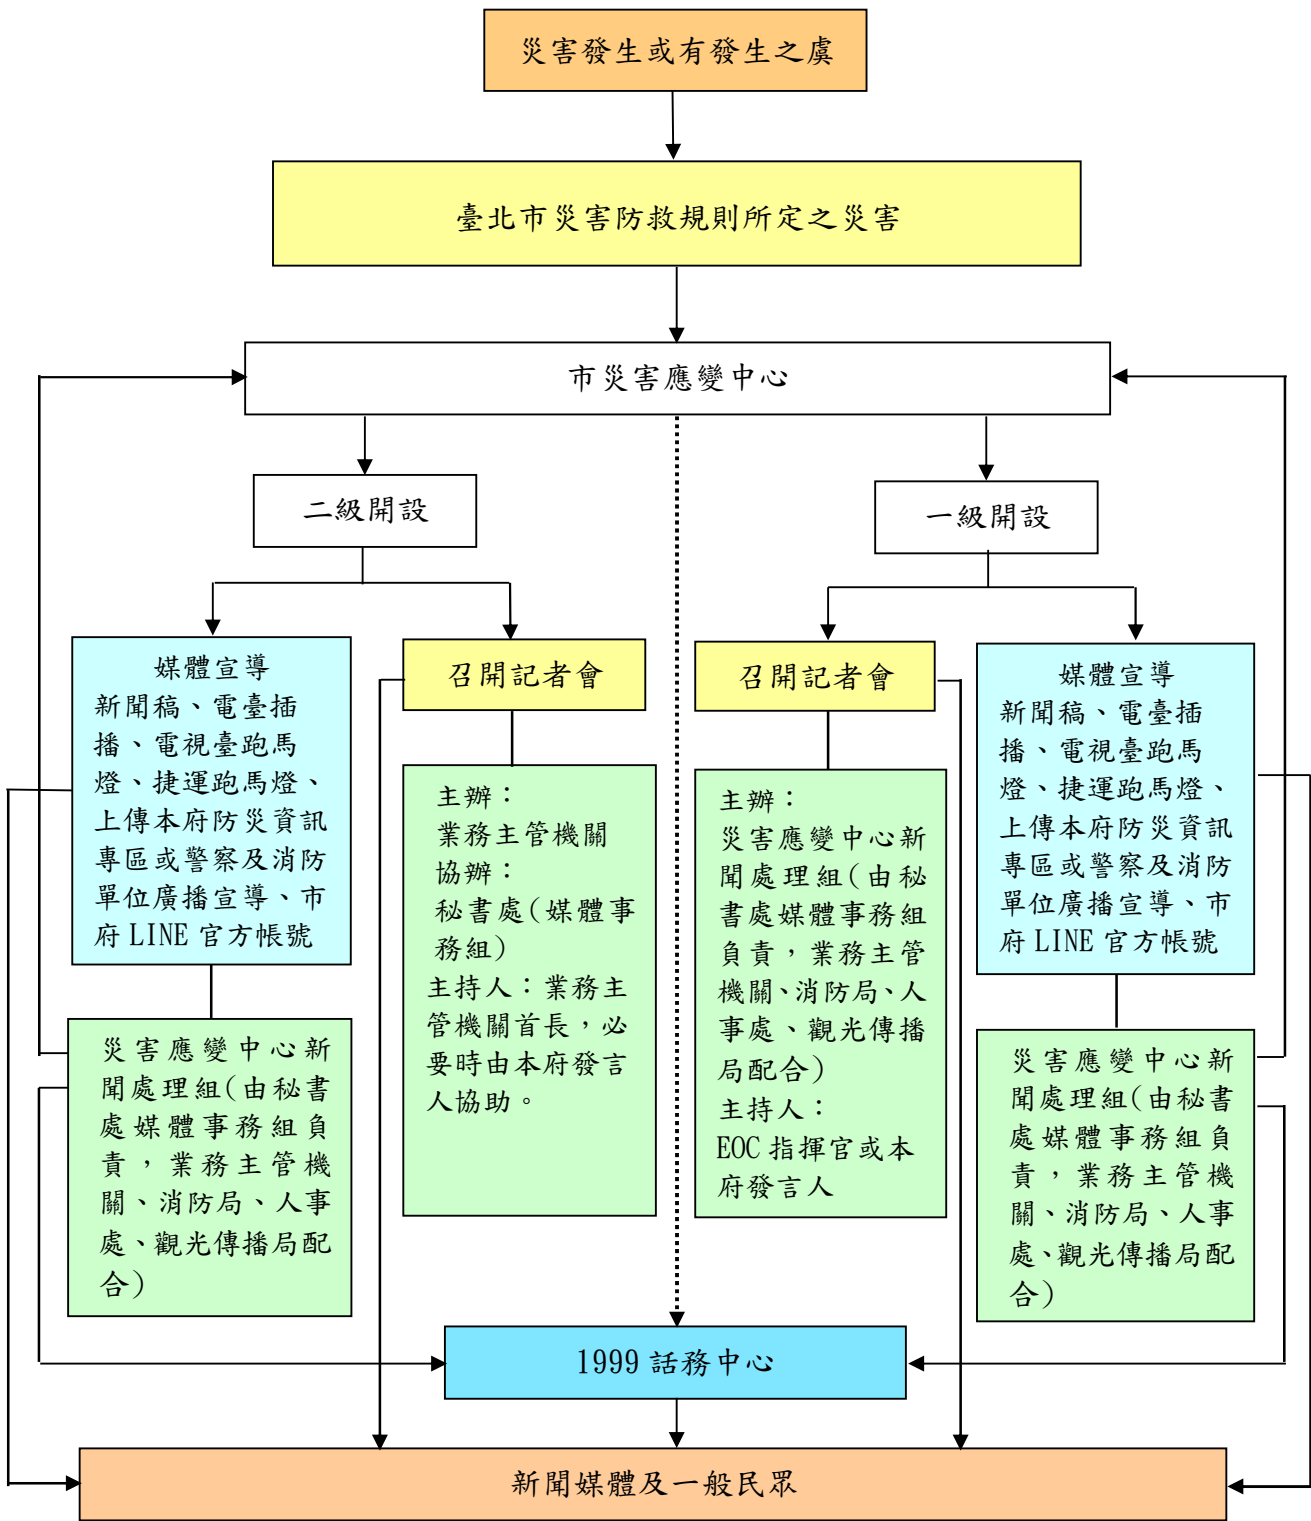 災害發生或有發生之虞
臺北市災害防救規則所定之災害
市災害應變中心
二級開設
一級開設
媒體宣導
新聞稿、電臺插
播、電視臺跑馬
燈、捷運跑馬燈、
上傳本府防災資訊
專區或警察及消防
單位廣播宣導、市
府 LINE 官方帳號
召開記者會
召開記者會
媒體宣導
新聞稿、電臺插
播、電視臺跑馬
燈、捷運跑馬燈、
上傳本府防災資訊
專區或警察及消防
單位廣播宣導、市
府 LINE 官方帳號
災害應變中心新
聞處理組(由秘書
處媒體事務組負
責，業務主管機
關、消防局、人事
處、觀光傳播局配
合)
主辦：
業務主管機關
協辦：
秘書處(媒體事
務組)
主持人：業務主
管機關首長，必
要時由本府發言
人協助。
主辦：
災害應變中心新
聞處理組(由秘
書處媒體事務組
負責，業務主管
機關、消防局、人
事處、觀光傳播
局配合)
主持人：
EOC 指揮官或本
府發言人
災害應變中心新
聞處理組(由秘書
處媒體事務組負
責，業務主管機
關、消防局、人事
處、觀光傳播局配
合)
1999 話務中心
新聞媒體及一般民眾